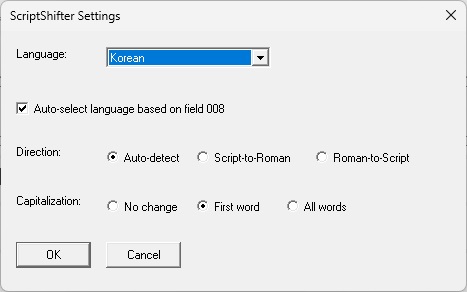 ScriptShifter Settings
Language: Korean
Auto-select language based on field 008
Direction: Auto-detect Script-to-Roman Roman-to-Script
Capitalization: No change First word All words
OK Cancel